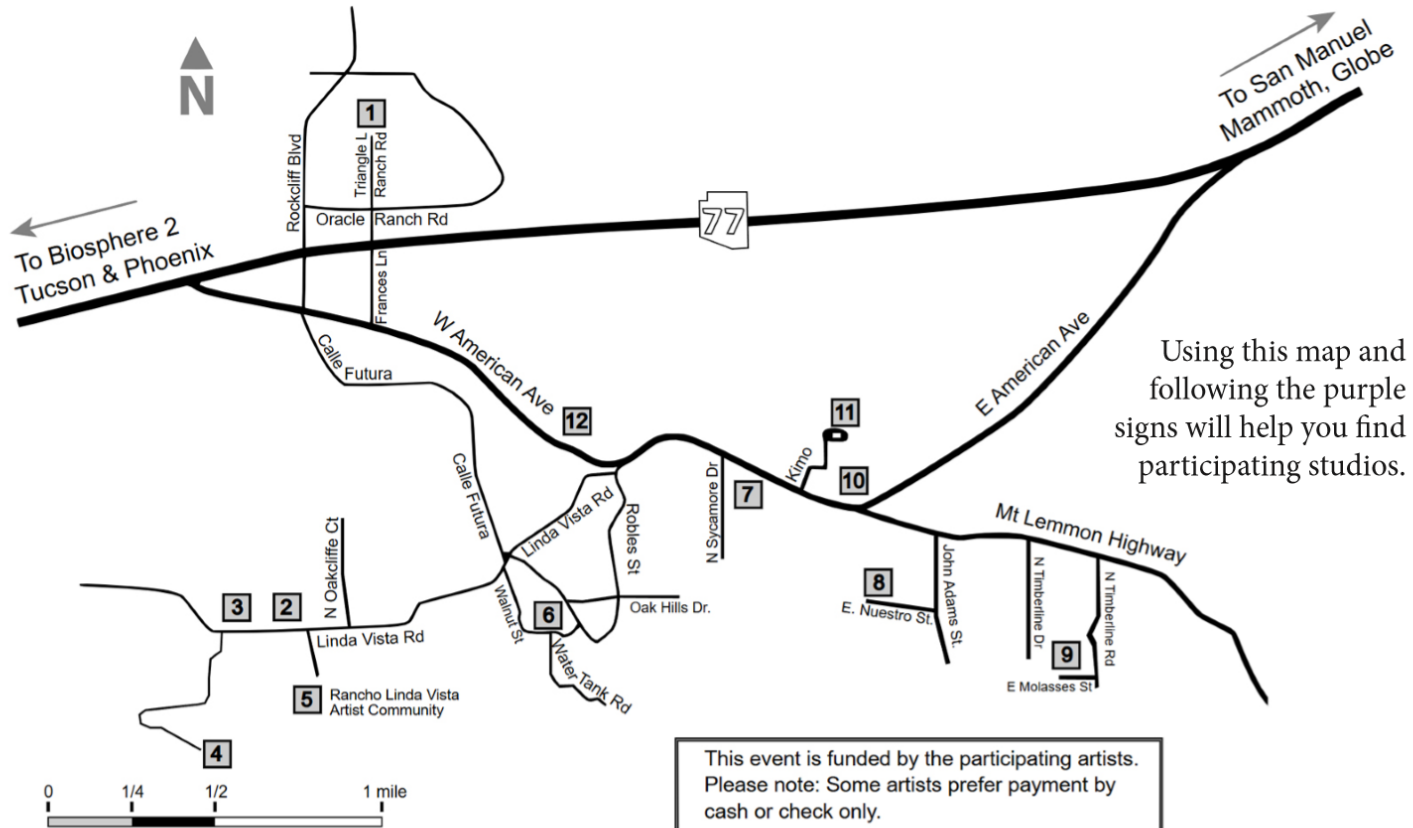 N
To San Manuel
Mammoth, Globe
1
Rockcliff Blvd
Triangle L
Ranch Rd
Oracle Ranch Rd
77
To Biosphere 2
Tucson & Phoenix
Frances Ln
W American Ave
Calle Futura
E American Ave
Using this map and
following the purple
signs will help you find
participating studios.
12
11
Kimo
10
7
N Sycamore Dr
Calle Futura
Linda Vista Rd
Robles St
Mt Lemmon Highway
N Oakcliffe Ct
3
2
Linda Vista Rd
Walnut St
6
Oak Hills Dr.
Water Tank Rd
8
E. Nuestro St.
John Adams St.
N Timberline Dr
N Timberline Rd
9
E Molasses St
5
Rancho Linda Vista
Artist Community
4
0 1/4 1/2 1 mile
This event is funded by the participating artists.
Please note: Some artists prefer payment by
cash or check only.